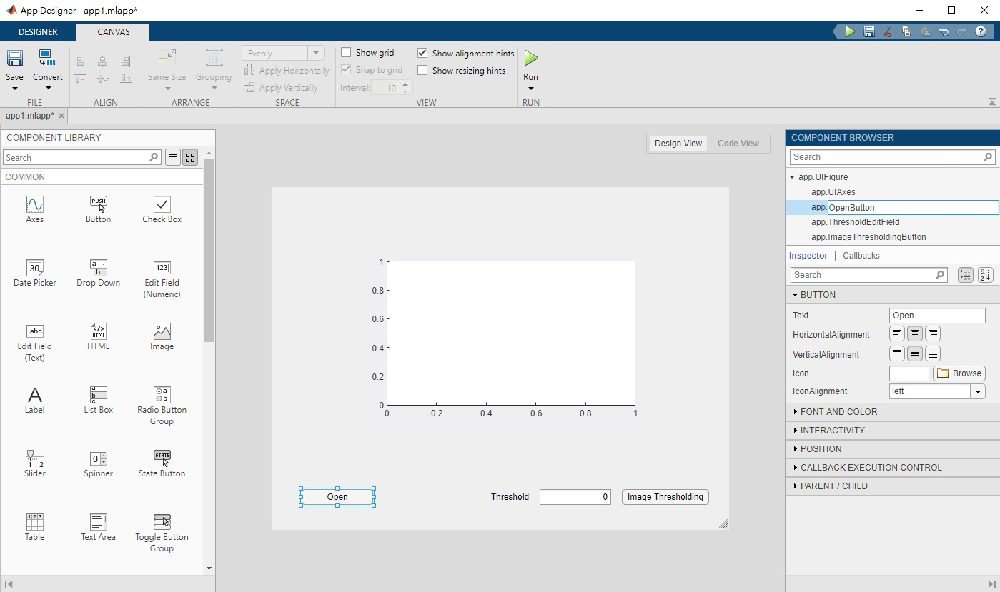 App Designer - app1.mlapp*
DESIGNER
CANVAS
Save
Convert
FILE
ALIGN
Same Size
Grouping
ARRANGE
Evenly
Apply Horizontally
Apply Vertically
SPACE
Show grid
Snap to grid
Interval: 10
Show alignment hints
Show resizing hints
VIEW
Run
RUN
app1.mlapp*
COMPONENT LIBRARY
Search
COMMON
Axes
PUSH
Button
Check Box
30
Date Picker
a
b
Drop Down
123
Edit Field
(Numeric)
abc
Edit Field
(Text)
</>
HTML
HTML
Image
A
Label
a
b
c
List Box
a
b
Radio Button
Group
1 2
Slider
0
Spinner
STATE
State Button
1 2 3
Table
Text Area
Toggle Button
Group
Design View
Code View
1
0.8
0.6
0.4
0.2
0
0 0.2 0.4 0.6 0.8 1
Open
Threshold
0
Image Thresholding
COMPONENT BROWSER
Search
app.UIFigure
app.UIAxes
app.OpenButton
app.ThresholdEditField
app.ImageThresholdingButton
Inspector | Callbacks
Search
a
z
BUTTON
Text Open
HorizontalAlignment
VerticalAlignment
Icon Browse
IconAlignment left
FONT AND COLOR
INTERACTIVITY
POSITION
CALLBACK EXECUTION CONTROL
PARENT / CHILD